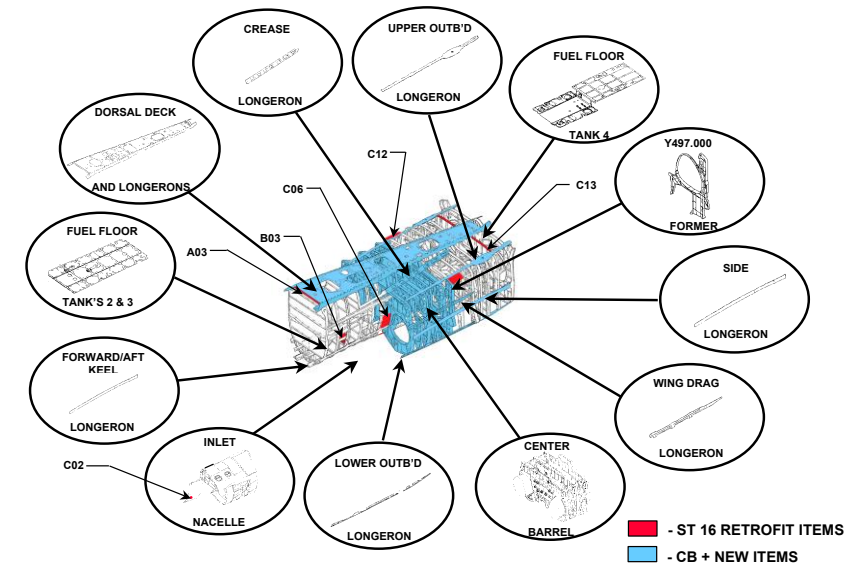 CREASE
LONGERON
UPPER OUTB'D
LONGERON
FUEL FLOOR
TANK 4
DORSAL DECK
AND LONGERONS
C12
C06
C13
Y497.000
FORMER
FUEL FLOOR
TANK'S 2 & 3
A03
B03
SIDE
LONGERON
FORWARD/AFT
KEEL
LONGERON
WING DRAG
LONGERON
INLET
NACELLE
C02
LOWER OUTB'D
LONGERON
CENTER
BARREL
- ST 16 RETROFIT ITEMS
- CB + NEW ITEMS